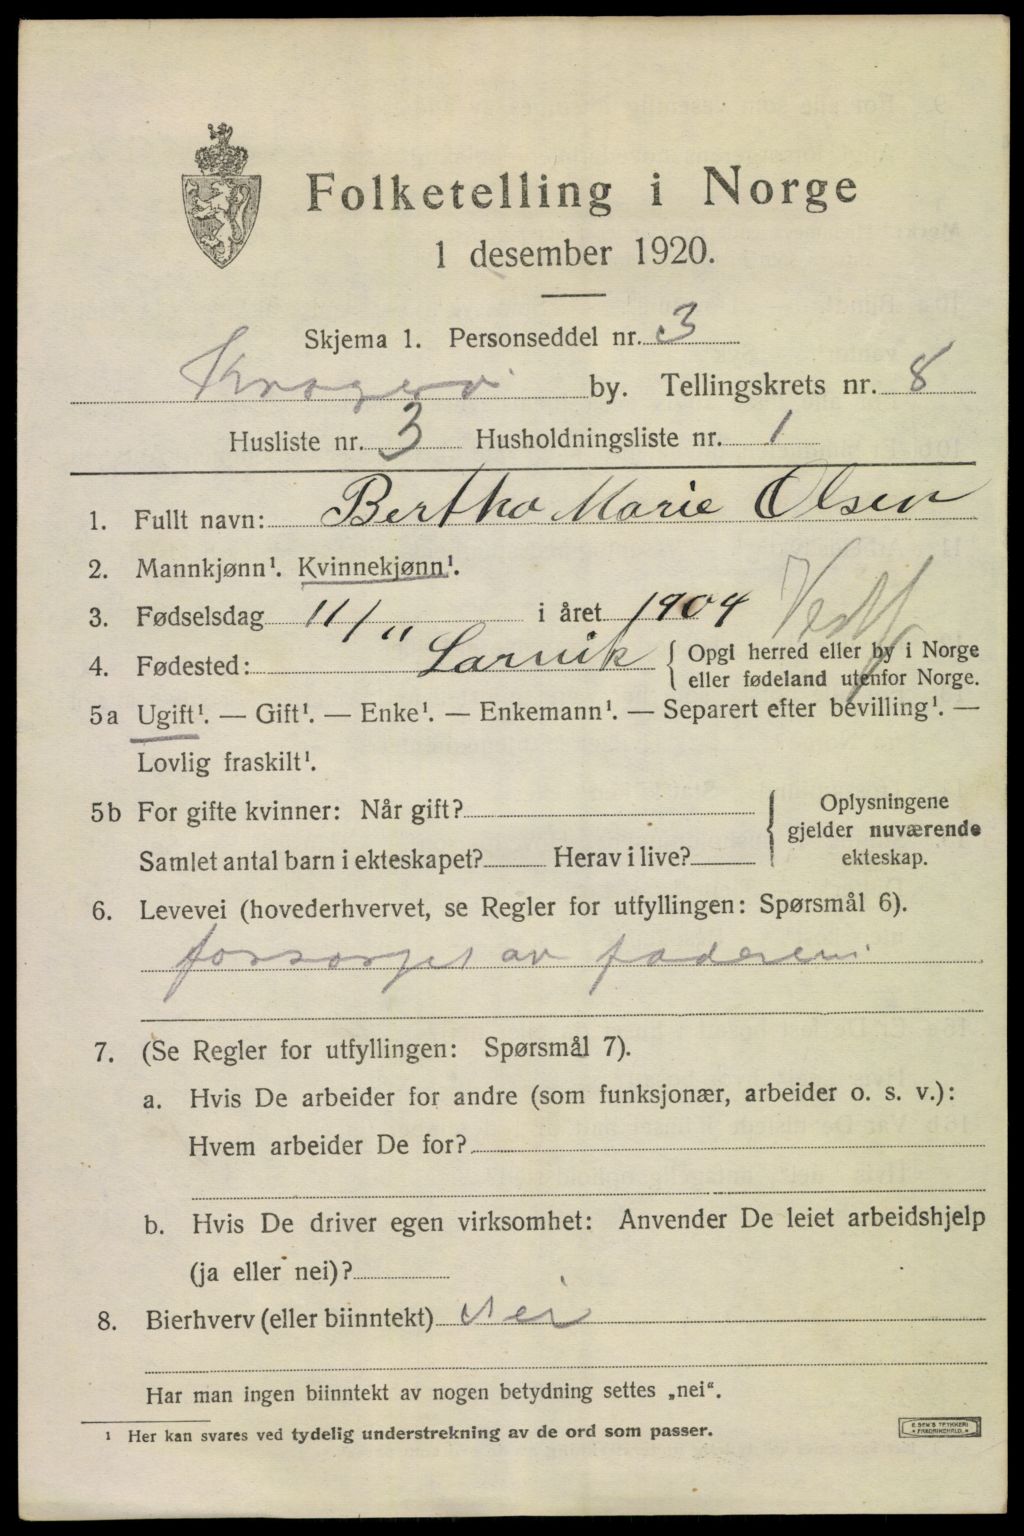 Folketelling i Norge
1 desember 1920.
Skjema 1. Personseddel nr. 3
Kragerø by. Tellingskrets nr. 8
Husliste nr. 3 Husholdningsliste nr. 1
1. Fullt navn: Bertha Marie Olsen
2. Mannkjønn¹. Kvinnekjønn¹.
3. Fødselsdag 11/11 i året 1904
4. Fødested: Larvik { Opgi herred eller by i Norge
eller fødeland utenfor Norge.
5a Ugift¹. — Gift¹. — Enke¹. — Enkemann¹. — Separert efter bevilling¹. —
Lovlig fraskilt¹.
5b For gifte kvinner: Når gift?
Samlet antal barn i ekteskapet? Herav i live?
{ Oplysningene
gjelder nuværende
ekteskap.
6. Levevei (hovederhvervet, se Regler for utfyllingen: Spørsmål 6).
forsorget av faderen
7. (Se Regler for utfyllingen: Spørsmål 7).
a. Hvis De arbeider for andre (som funksjonær, arbeider o. s. v.):
Hvem arbeider De for?
b. Hvis De driver egen virksomhet: Anvender De leiet arbeidshjelp
(ja eller nei)?
8. Bierhverv (eller biinntekt) Nei
Har man ingen biinntekt av nogen betydning settes „nei".
¹ Her kan svares ved tydelig understrekning av de ord som passer.
E. SEM'S TRYKKERI
FREDRIKSHALD.